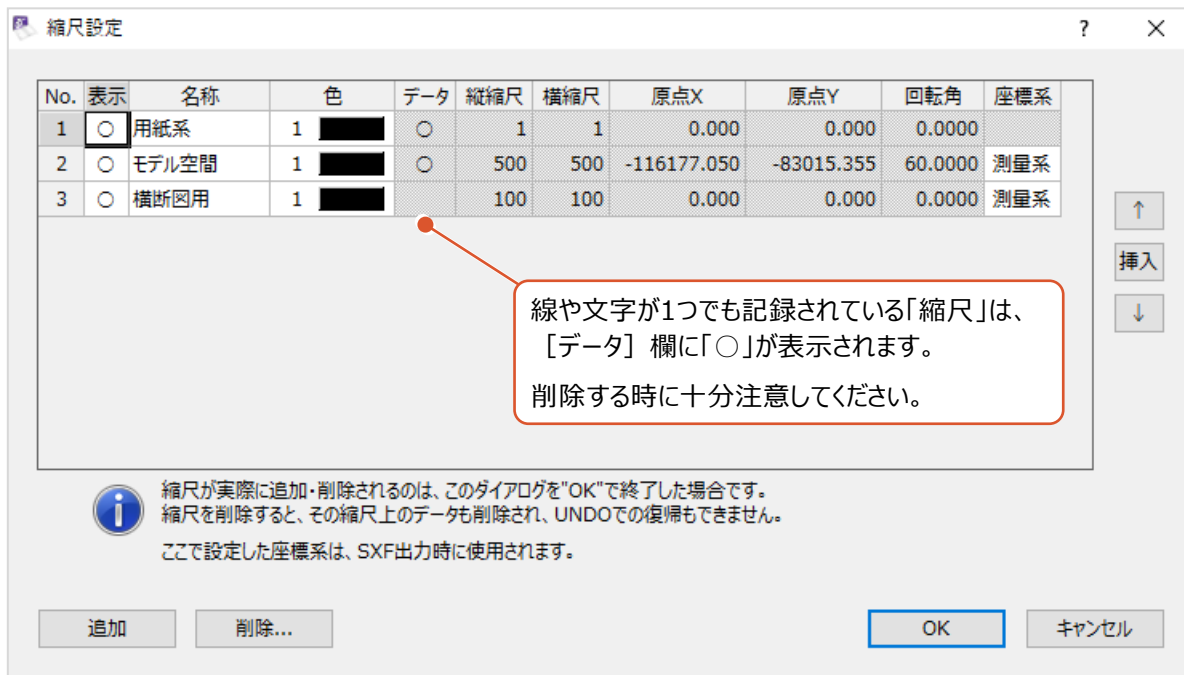 縮尺設定 ?
No. 表示 名称 色 データ 縦縮尺 横縮尺 原点X 原点Y 回転角 座標系
1 ○ 用紙系 1 ○ 1 1 0.000 0.000 0.0000
2 ○ モデル空間 1 ○ 500 500 -116177.050 -83015.355 60.0000 測量系
3 ○ 横断図用 1 100 100 0.000 0.000 0.0000 測量系
↑
挿入
↓
線や文字が1つでも記録されている「縮尺」は、
［データ］欄に「○」が表示されます。
削除する時に十分注意してください。
縮尺が実際に追加・削除されるのは、このダイアログを"OK"で終了した場合です。
縮尺を削除すると、その縮尺上のデータも削除され、UNDOでの復帰もできません。
ここで設定した座標系は、SXF出力時に使用されます。
追加 削除... OK キャンセル